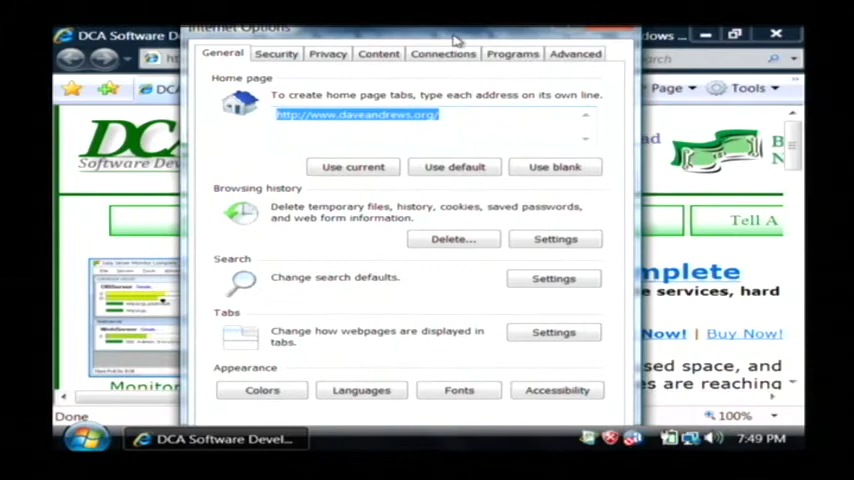 DCA Software D
Internet Options
dows ...
General Security Privacy Content Connections Programs Advanced
Home page
To create home page tabs, type each address on its own line.
http://www.daveandrews.org/
Use current Use default Use blank
Browsing history
Delete temporary files, history, cookies, saved passwords,
and web form information.
Delete... Settings
Search
Change search defaults.
Settings
Tabs
Change how webpages are displayed in
tabs.
Settings
Appearance
Colors Languages Fonts Accessibility
Page Tools
DC
Software Dev
ad
B
N
Tell A
mplete
e services, hard
Now! | Buy Now!
sed space, and
es are reaching
Monitor
Done
100%
DCA Software Devel...
7:49 PM